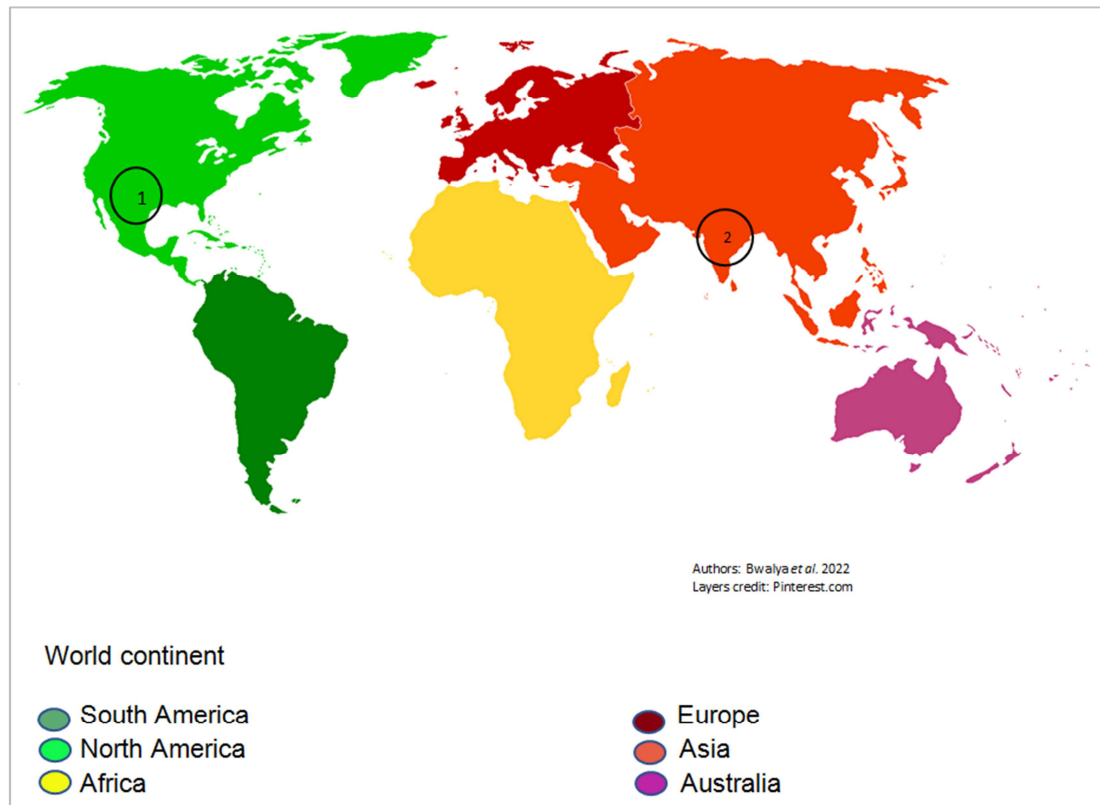 1
2
Authors: Bwalya et al. 2022
Layers credit: Pinterest.com
World continent
South America
North America
Africa
Europe
Asia
Australia